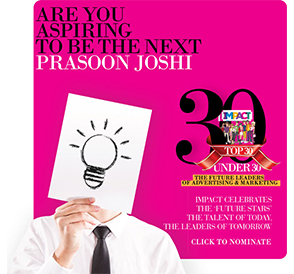 ARE YOU
ASPIRING
TO BE THE NEXT
PRASOON JOSHI
30
IMPACT
TOP 30
UNDER 30
THE FUTURE LEADERS
OF ADVERTISING & MARKETING
IMPACT CELEBRATES
THE 'FUTURE STARS'
THE TALENT OF TODAY,
THE LEADERS OF TOMORROW
CLICK TO NOMINATE